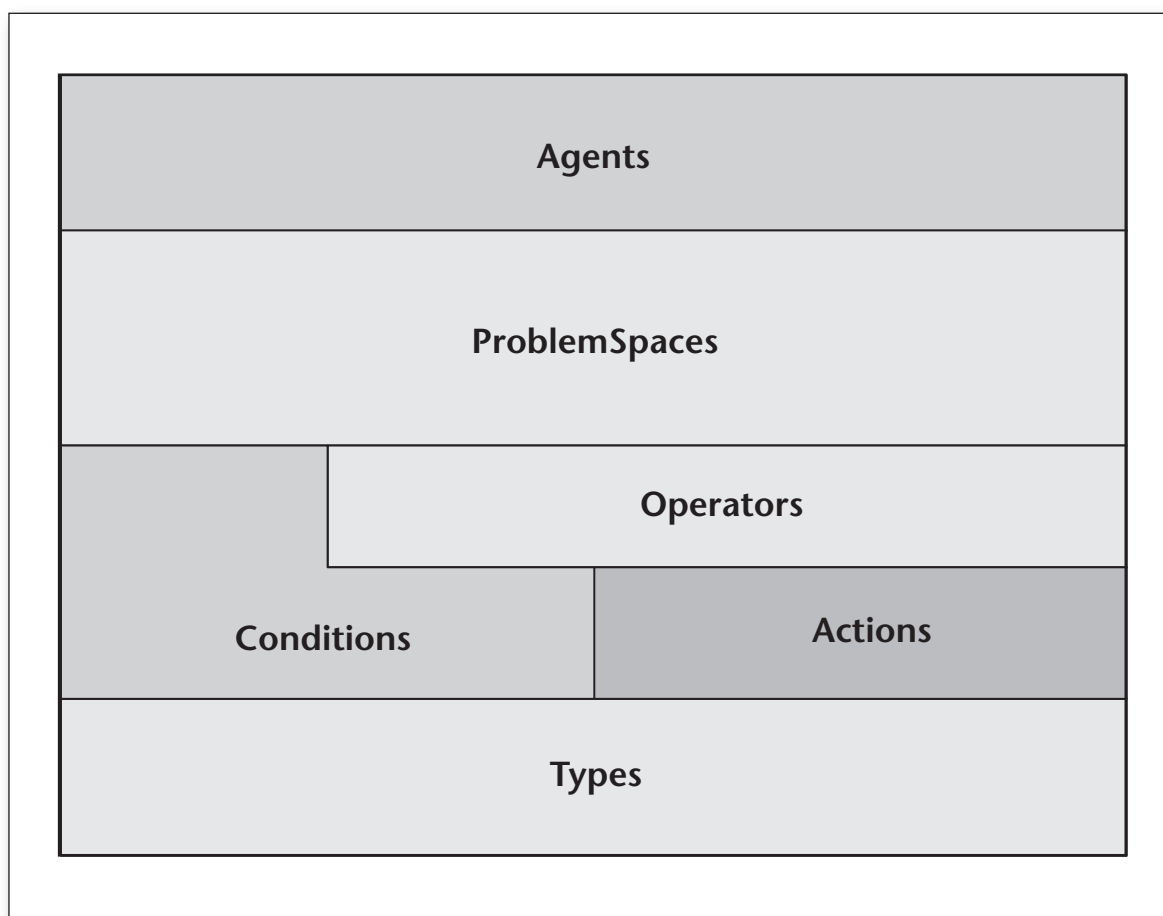 Agents
ProblemSpaces
Operators
Conditions
Actions
Types